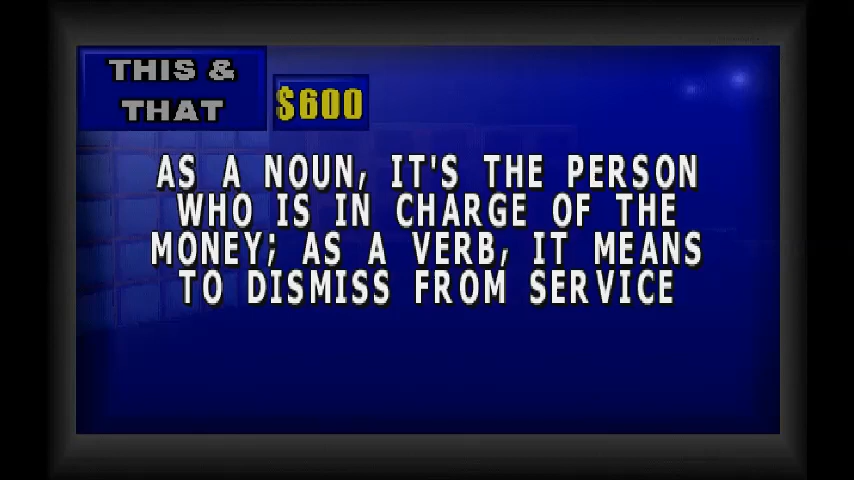 THIS &
THAT
$600
AS A NOUN, IT'S THE PERSON
WHO IS IN CHARGE OF THE
MONEY; AS A VERB, IT MEANS
TO DISMISS FROM SERVICE